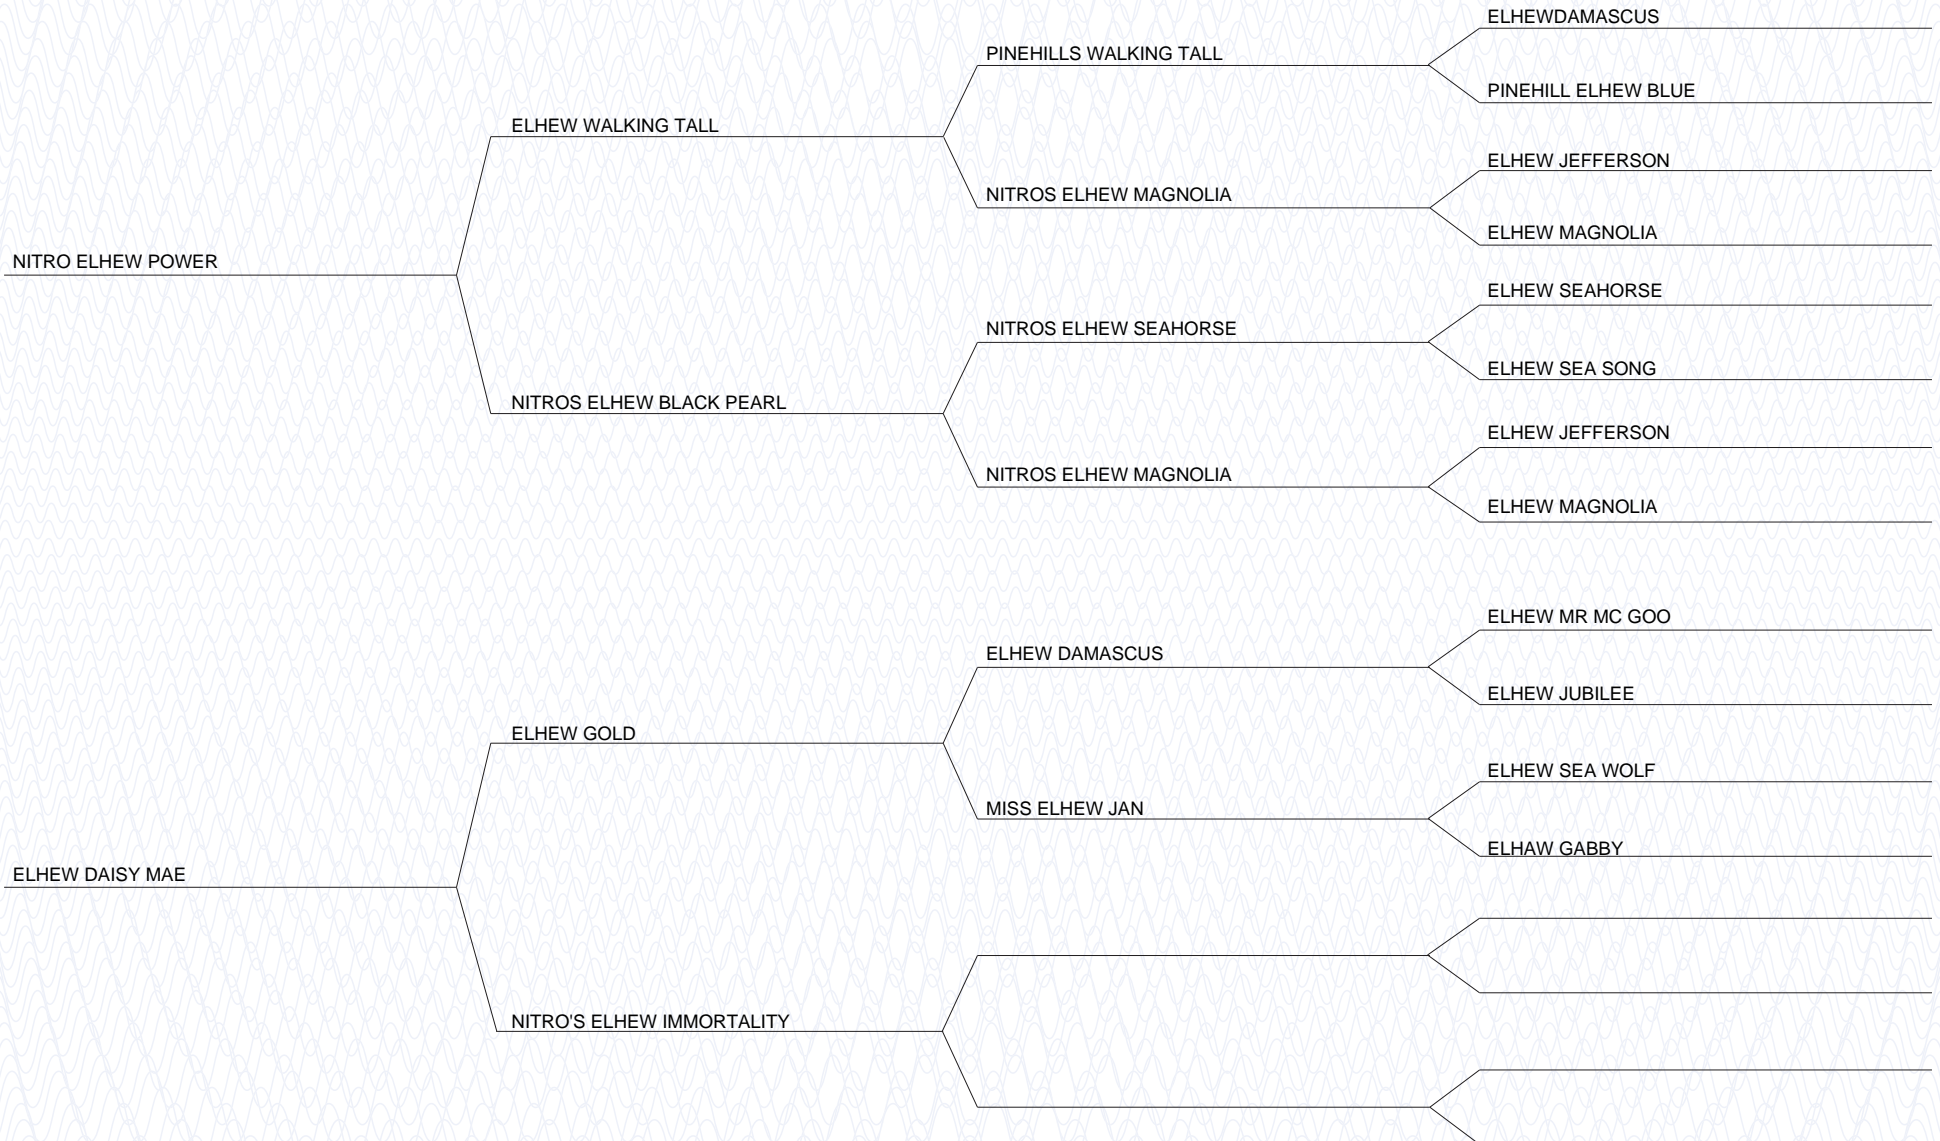 ELHEWDAMASCUS
PINEHILLS WALKING TALL
PINEHILL ELHEW BLUE
ELHEW WALKING TALL
ELHEW JEFFERSON
NITROS ELHEW MAGNOLIA
ELHEW MAGNOLIA
NITRO ELHEW POWER
ELHEW SEAHORSE
NITROS ELHEW SEAHORSE
ELHEW SEA SONG
NITROS ELHEW BLACK PEARL
ELHEW JEFFERSON
NITROS ELHEW MAGNOLIA
ELHEW MAGNOLIA
ELHEW MR MC GOO
ELHEW DAMASCUS
ELHEW JUBILEE
ELHEW GOLD
ELHEW SEA WOLF
MISS ELHEW JAN
ELHAW GABBY
ELHEW DAISY MAE
NITRO'S ELHEW IMMORTALITY